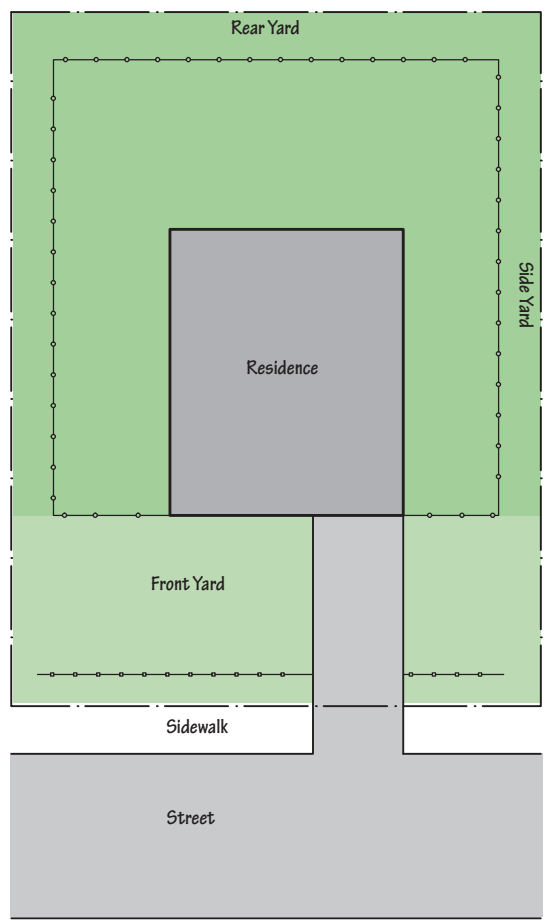 Rear Yard
Side Yard
Residence
Front Yard
Sidewalk
Street